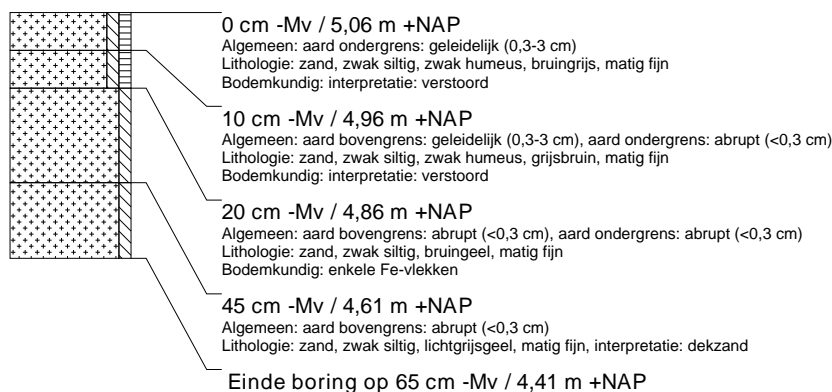 0 cm -Mv / 5,06 m +NAP
Algemeen: aard ondergrens: geleidelijk (0,3-3 cm)
Lithologie: zand, zwak siltig, zwak humeus, bruingrijs, matig fijn
Bodemkundig: interpretatie: verstoord
10 cm -Mv / 4,96 m +NAP
Algemeen: aard bovengrens: geleidelijk (0,3-3 cm), aard ondergrens: abrupt (<0,3 cm)
Lithologie: zand, zwak siltig, zwak humeus, grijsbruin, matig fijn
Bodemkundig: interpretatie: verstoord
20 cm -Mv / 4,86 m +NAP
Algemeen: aard bovengrens: abrupt (<0,3 cm), aard ondergrens: abrupt (<0,3 cm)
Lithologie: zand, zwak siltig, bruingeel, matig fijn
Bodemkundig: enkele Fe-vlekken
45 cm -Mv / 4,61 m +NAP
Algemeen: aard bovengrens: abrupt (<0,3 cm)
Lithologie: zand, zwak siltig, lichtgrijsgeel, matig fijn, interpretatie: dekzand
Einde boring op 65 cm -Mv / 4,41 m +NAP